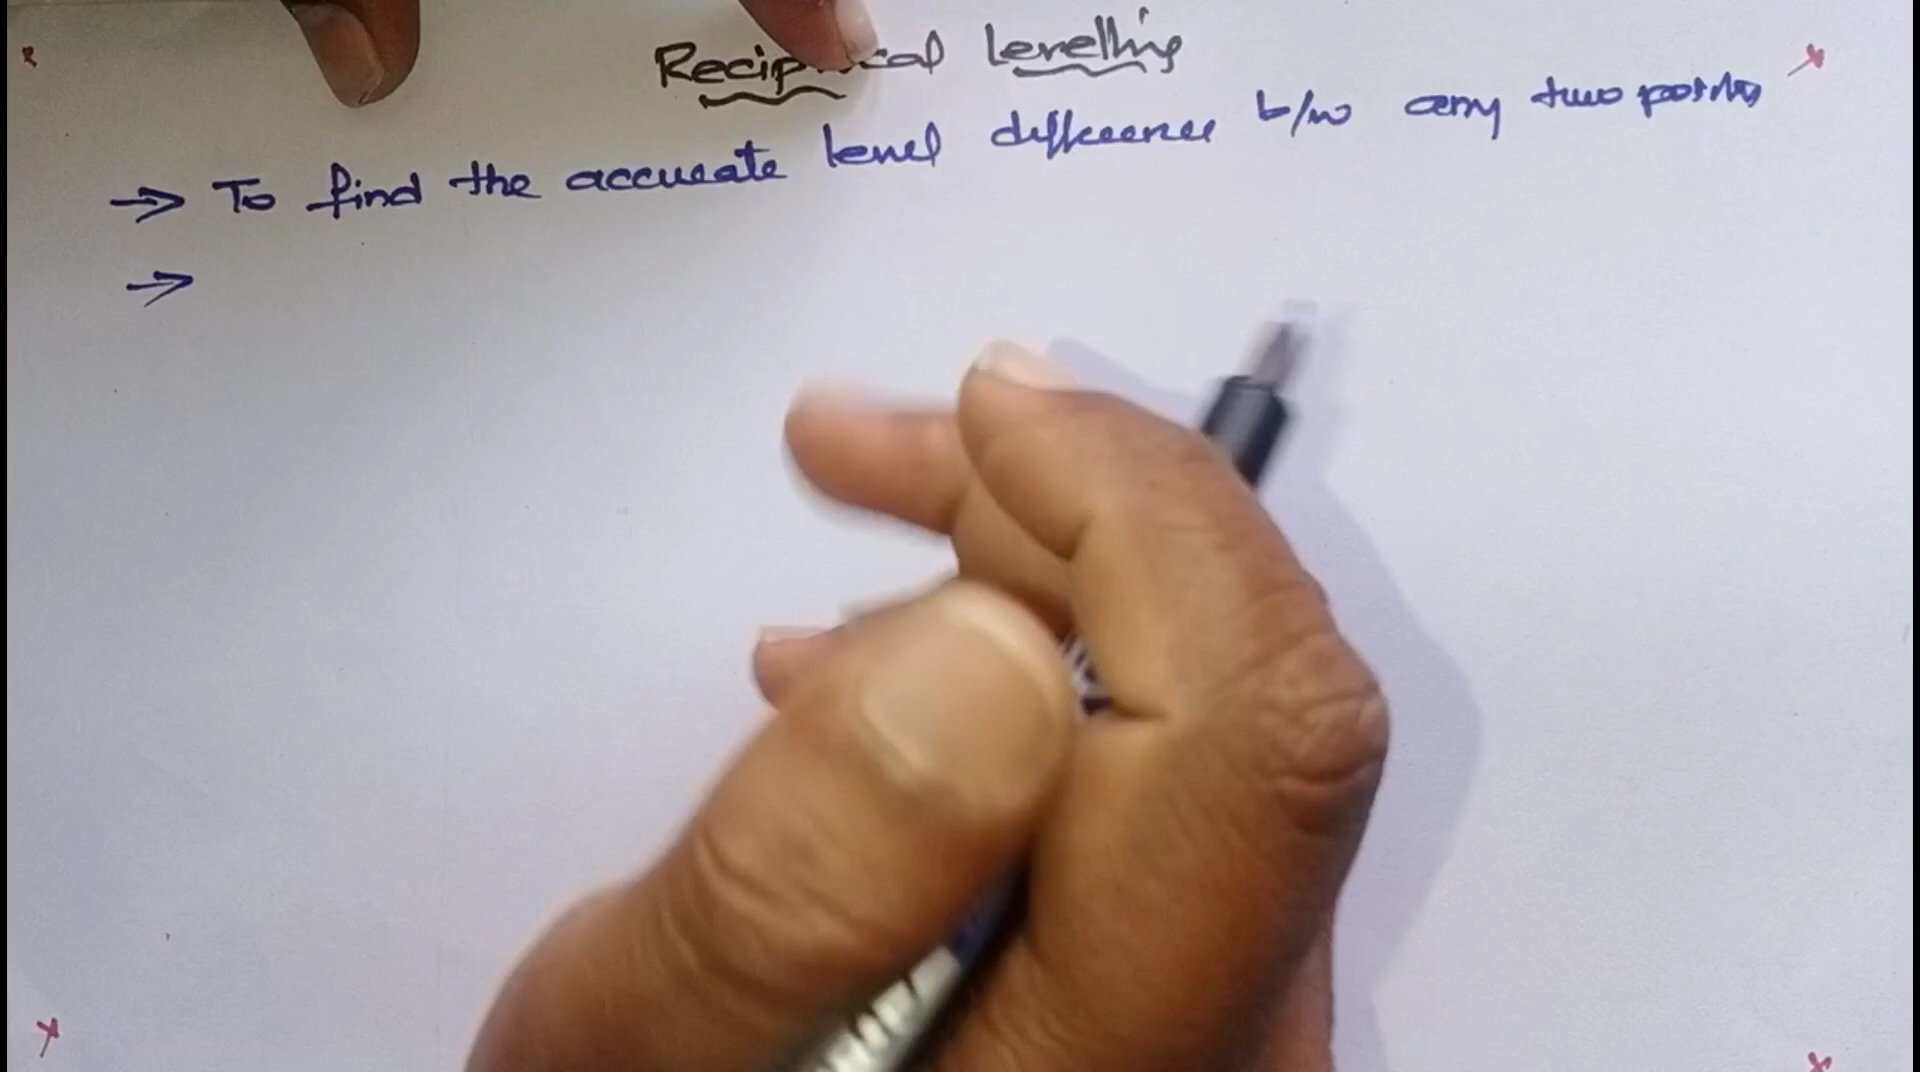 Reciprocal Levelling
→ To find the accurate level difference b/w any two points
→